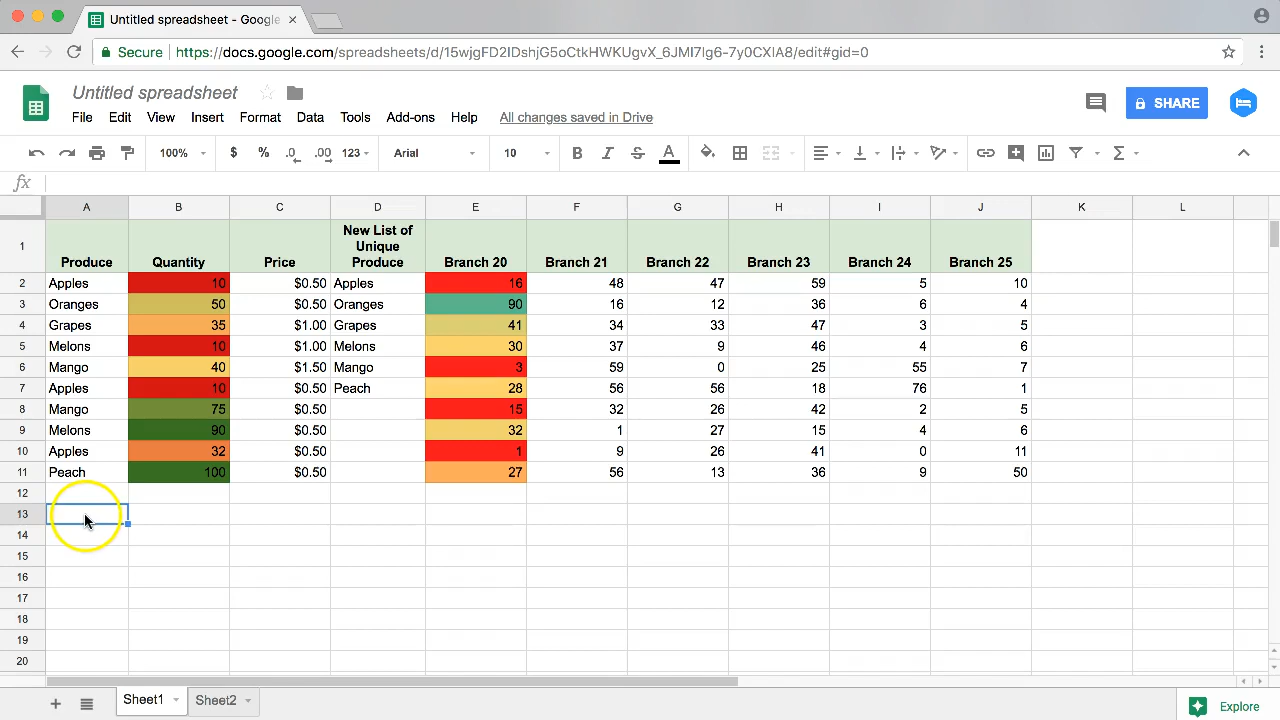 Untitled spreadsheet - Google
Secure https://docs.google.com/spreadsheets/d/15wjgFD2IDshjG5oCtkHWKUgvX_6JMI7Ig6-7y0CXIA8/edit#gid=0
Untitled spreadsheet
File Edit View Insert Format Data Tools Add-ons Help All changes saved in Drive
SHARE
100% $ % .0 .00 123 Arial 10 B I S A Σ
fx
A B C D E F G H I J K L
1 Produce Quantity Price New List of Unique Produce Branch 20 Branch 21 Branch 22 Branch 23 Branch 24 Branch 25
2 Apples 10 $0.50 Apples 16 48 47 59 5 10
3 Oranges 50 $0.50 Oranges 90 16 12 36 6 4
4 Grapes 35 $1.00 Grapes 41 34 33 47 3 5
5 Melons 10 $1.00 Melons 30 37 9 46 4 6
6 Mango 40 $1.50 Mango 3 59 0 25 55 7
7 Apples 10 $0.50 Peach 28 56 56 18 76 1
8 Mango 75 $0.50 15 32 26 42 2 5
9 Melons 90 $0.50 32 1 27 15 4 6
10 Apples 32 $0.50 1 9 26 41 0 11
11 Peach 100 $0.50 27 56 13 36 9 50
12
13
14
15
16
17
18
19
20
Sheet1 Sheet2 Explore